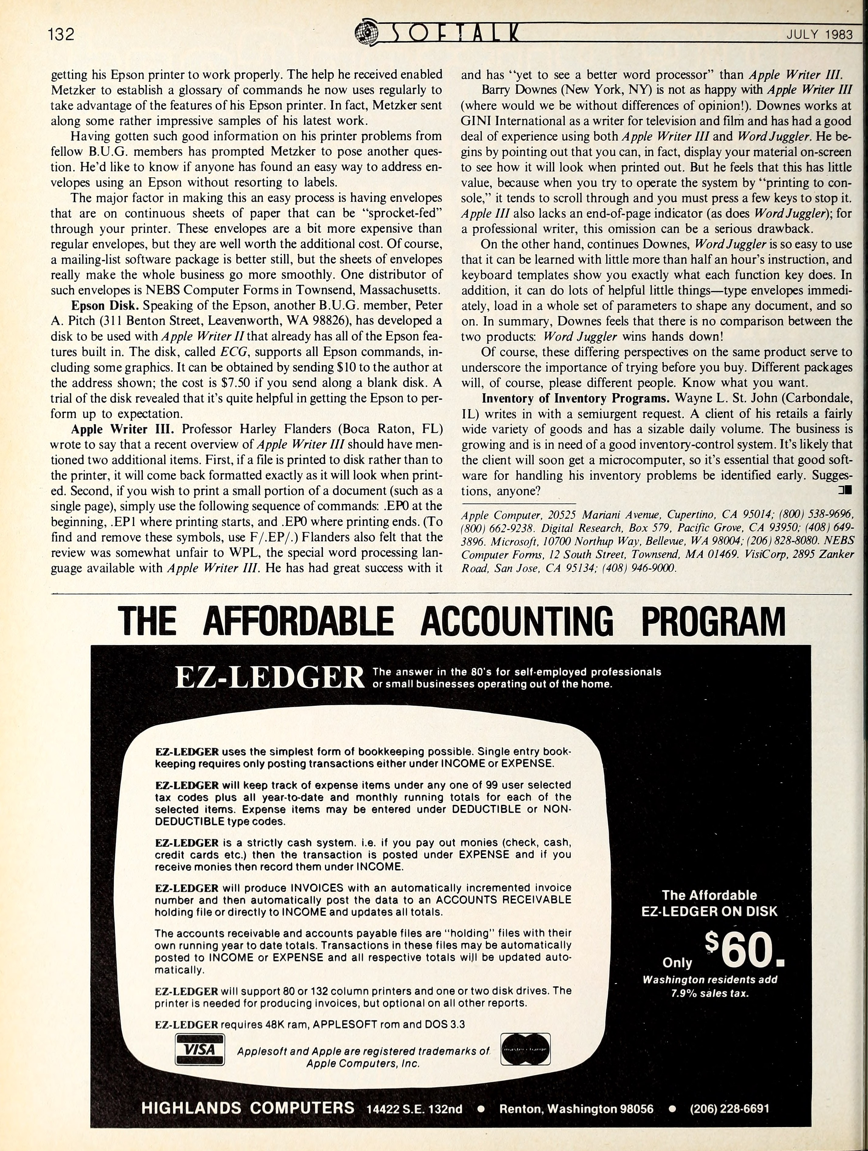 132
SOFTALK
JULY 1983
getting his Epson printer to work properly. The help he received enabled
Metzker to establish a glossary of commands he now uses regularly to
take advantage of the features of his Epson printer. In fact, Metzker sent
along some rather impressive samples of his latest work.
Having gotten such good information on his printer problems from
fellow B.U.G. members has prompted Metzker to pose another ques-
tion. He'd like to know if anyone has found an easy way to address en-
velopes using an Epson without resorting to labels.
The major factor in making this an easy process is having envelopes
that are on continuous sheets of paper that can be "sprocket-fed"
through your printer. These envelopes are a bit more expensive than
regular envelopes, but they are well worth the additional cost. Of course,
a mailing-list software package is better still, but the sheets of envelopes
really make the whole business go more smoothly. One distributor of
such envelopes is NEBS Computer Forms in Townsend, Massachusetts.
Epson Disk. Speaking of the Epson, another B.U.G. member, Peter
A. Pitch (311 Benton Street, Leavenworth, WA 98826), has developed a
disk to be used with Apple Writer II that already has all of the Epson fea-
tures built in. The disk, called ECG, supports all Epson commands, in-
cluding some graphics. It can be obtained by sending $10 to the author at
the address shown; the cost is $7.50 if you send along a blank disk. A
trial of the disk revealed that it's quite helpful in getting the Epson to per-
form up to expectation.
Apple Writer III. Professor Harley Flanders (Boca Raton, FL)
wrote to say that a recent overview of Apple Writer III should have men-
tioned two additional items. First, if a file is printed to disk rather than to
the printer, it will come back formatted exactly as it will look when print-
ed. Second, if you wish to print a small portion of a document (such as a
single page), simply use the following sequence of commands: .EP0 at the
beginning, .EP1 where printing starts, and .EP0 where printing ends. (To
find and remove these symbols, use F/.EP/.) Flanders also felt that the
review was somewhat unfair to WPL, the special word processing lan-
guage available with Apple Writer III. He has had great success with it
and has "yet to see a better word processor" than Apple Writer III.
Barry Downes (New York, NY) is not as happy with Apple Writer III
(where would we be without differences of opinion!). Downes works at
GINI International as a writer for television and film and has had a good
deal of experience using both Apple Writer III and Word Juggler. He be-
gins by pointing out that you can, in fact, display your material on-screen
to see how it will look when printed out. But he feels that this has little
value, because when you try to operate the system by "printing to con-
sole," it tends to scroll through and you must press a few keys to stop it.
Apple III also lacks an end-of-page indicator (as does Word Juggler); for
a professional writer, this omission can be a serious drawback.
On the other hand, continues Downes, Word Juggler is so easy to use
that it can be learned with little more than half an hour's instruction, and
keyboard templates show you exactly what each function key does. In
addition, it can do lots of helpful little things—type envelopes immedi-
ately, load in a whole set of parameters to shape any document, and so
on. In summary, Downes feels that there is no comparison between the
two products: Word Juggler wins hands down!
Of course, these differing perspectives on the same product serve to
underscore the importance of trying before you buy. Different packages
will, of course, please different people. Know what you want.
Inventory of Inventory Programs. Wayne L. St. John (Carbondale,
IL) writes in with a semiurgent request. A client of his retails a fairly
wide variety of goods and has a sizable daily volume. The business is
growing and is in need of a good inventory-control system. It's likely that
the client will soon get a microcomputer, so it's essential that good soft-
ware for handling his inventory problems be identified early. Sugges-
tions, anyone?
Apple Computer, 20525 Mariani Avenue, Cupertino, CA 95014; (800) 538-9696,
(800) 662-9238. Digital Research, Box 579, Pacific Grove, CA 93950; (408) 649-
3896. Microsoft, 10700 Northup Way, Bellevue, WA 98004; (206) 828-8080. NEBS
Computer Forms, 12 South Street, Townsend, MA 01469. VisiCorp, 2895 Zanker
Road, San Jose, CA 95134; (408) 946-9000.
THE AFFORDABLE ACCOUNTING PROGRAM
EZ-LEDGER The answer in the 80's for self-employed professionals
or small businesses operating out of the home.
EZ-LEDGER uses the simplest form of bookkeeping possible. Single entry book-
keeping requires only posting transactions either under INCOME or EXPENSE.
EZ-LEDGER will keep track of expense items under any one of 99 user selected
tax codes plus all year-to-date and monthly running totals for each of the
selected items. Expense items may be entered under DEDUCTIBLE or NON-
DEDUCTIBLE type codes.
EZ-LEDGER is a strictly cash system. i.e. if you pay out monies (check, cash,
credit cards etc.) then the transaction is posted under EXPENSE and if you
receive monies then record them under INCOME.
EZ-LEDGER will produce INVOICES with an automatically incremented invoice
number and then automatically post the data to an ACCOUNTS RECEIVABLE
holding file or directly to INCOME and updates all totals.
The accounts receivable and accounts payable files are "holding" files with their
own running year to date totals. Transactions in these files may be automatically
posted to INCOME or EXPENSE and all respective totals will be updated auto-
matically.
EZ-LEDGER will support 80 or 132 column printers and one or two disk drives. The
printer is needed for producing invoices, but optional on all other reports.
EZ-LEDGER requires 48K ram, APPLESOFT rom and DOS 3.3
VISA
Applesoft and Apple are registered trademarks of
Apple Computers, Inc.
master charge
The Affordable
EZ-LEDGER ON DISK
Only $60.
Washington residents add
7.9% sales tax.
HIGHLANDS COMPUTERS 14422 S.E. 132nd ● Renton, Washington 98056 ● (206) 228-6691